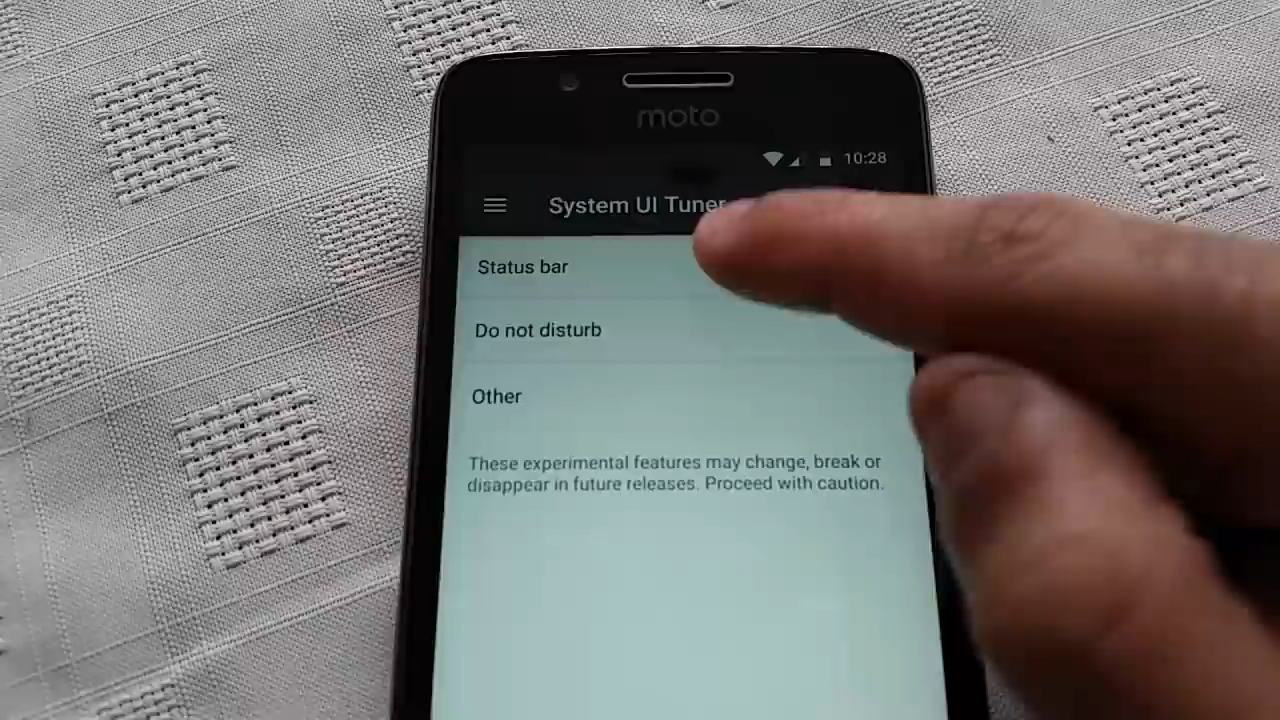 moto
10:28
System UI Tuner
Status bar
Do not disturb
Other
These experimental features may change, break or
disappear in future releases. Proceed with caution.